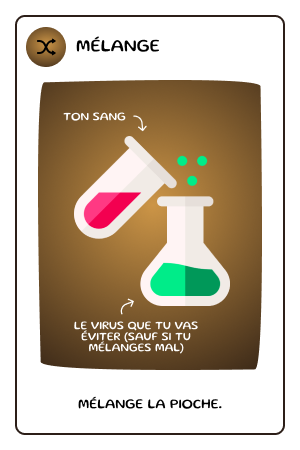 MÉLANGE
TON SANG
LE VIRUS QUE TU VAS
ÉVITER (SAUF SI TU
MÉLANGES MAL)
MÉLANGE LA PIOCHE.